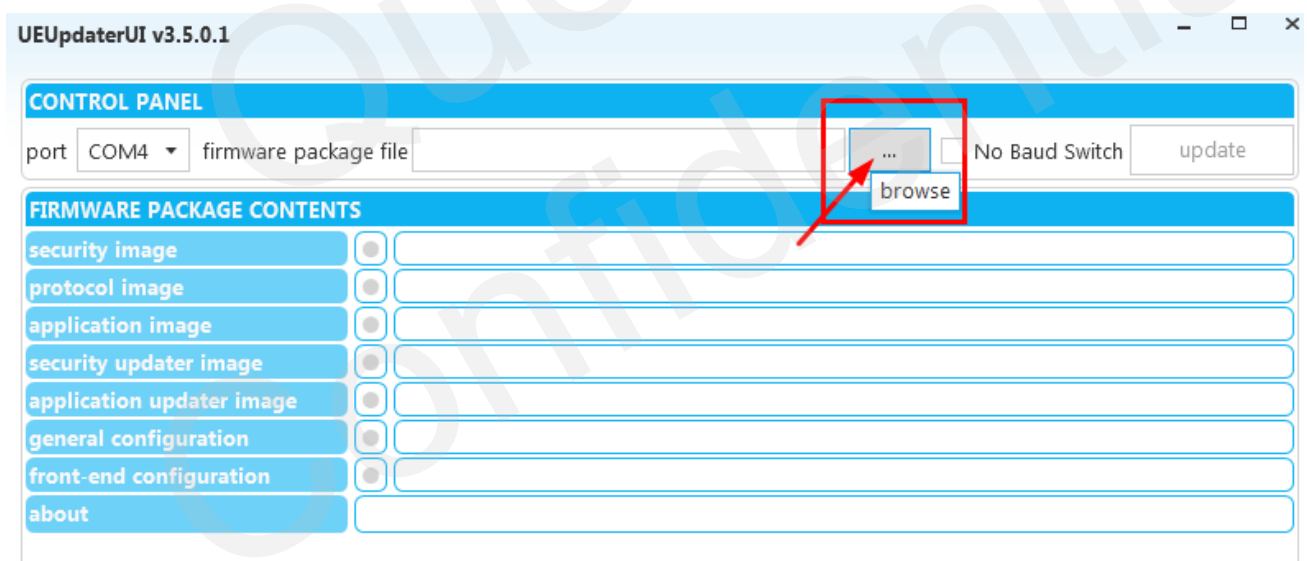 UEUpdaterUI v3.5.0.1
CONTROL PANEL
port COM4 firmware package file ... No Baud Switch update
browse
FIRMWARE PACKAGE CONTENTS
security image
protocol image
application image
security updater image
application updater image
general configuration
front-end configuration
about